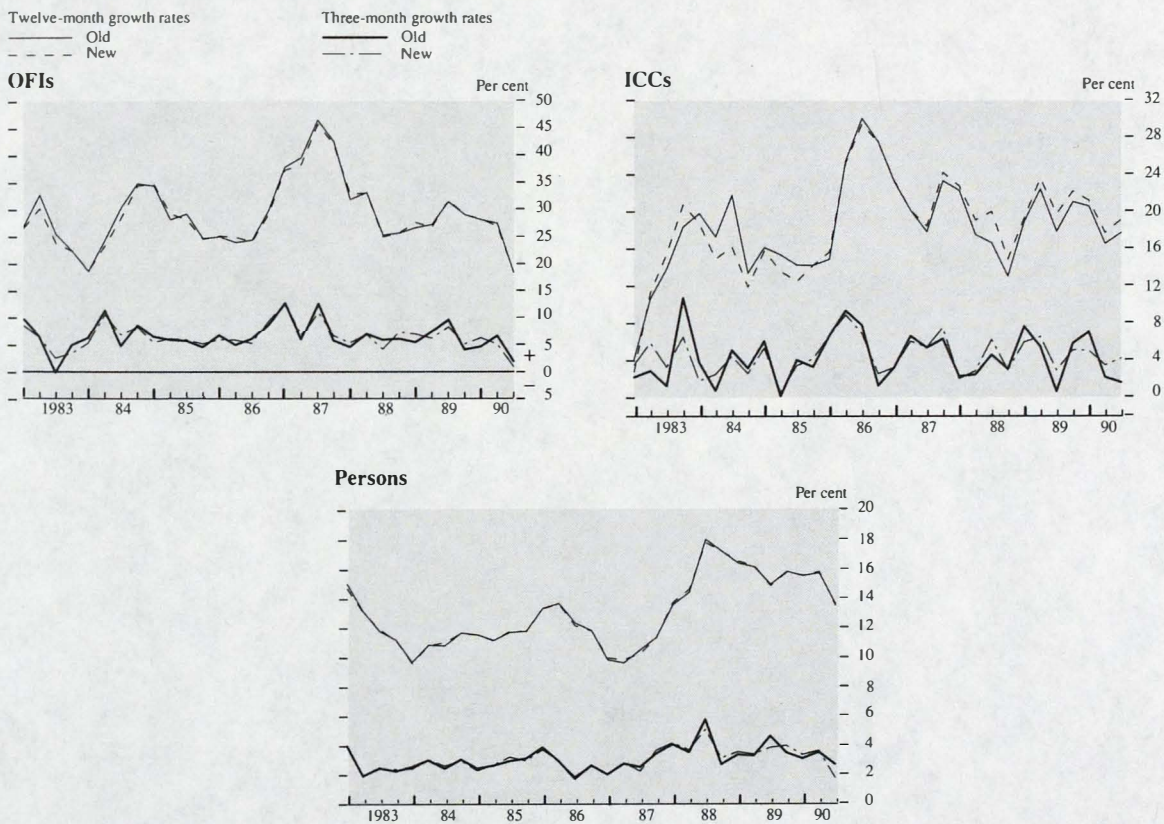 Twelve-month growth rates
Old
New
Three-month growth rates
Old
New
OFIs
Per cent
50
45
40
35
30
25
20
15
10
5
+
0
–
5
1983 84 85 86 87 88 89 90
ICCs
Per cent
32
28
24
20
16
12
8
4
0
1983 84 85 86 87 88 89 90
Persons
Per cent
20
18
16
14
12
10
8
6
4
2
0
1983 84 85 86 87 88 89 90